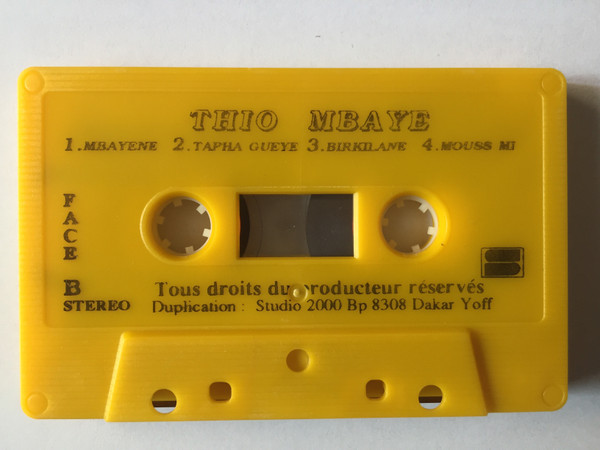 THIO MBAYE
1.MBAYENE 2.TAPHA GUEYE 3.BIRKILANE 4.MOUSS MI
FACE
B
STEREO
Tous droits du producteur réservés
Duplication : Studio 2000 Bp 8308 Dakar Yoff